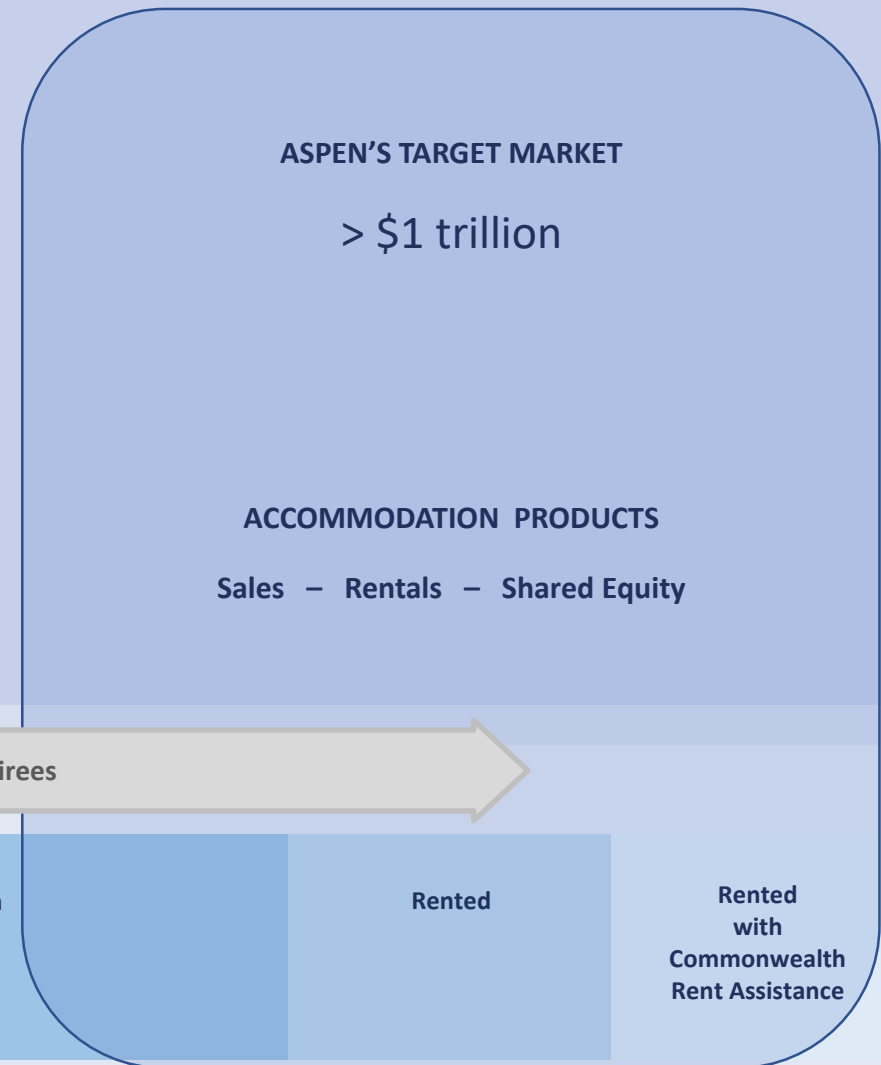 ASPEN’S TARGET MARKET
> $1 trillion
ACCOMMODATION PRODUCTS
Sales – Rentals – Shared Equity
irees
Rented
Rented
with
Commonwealth
Rent Assistance